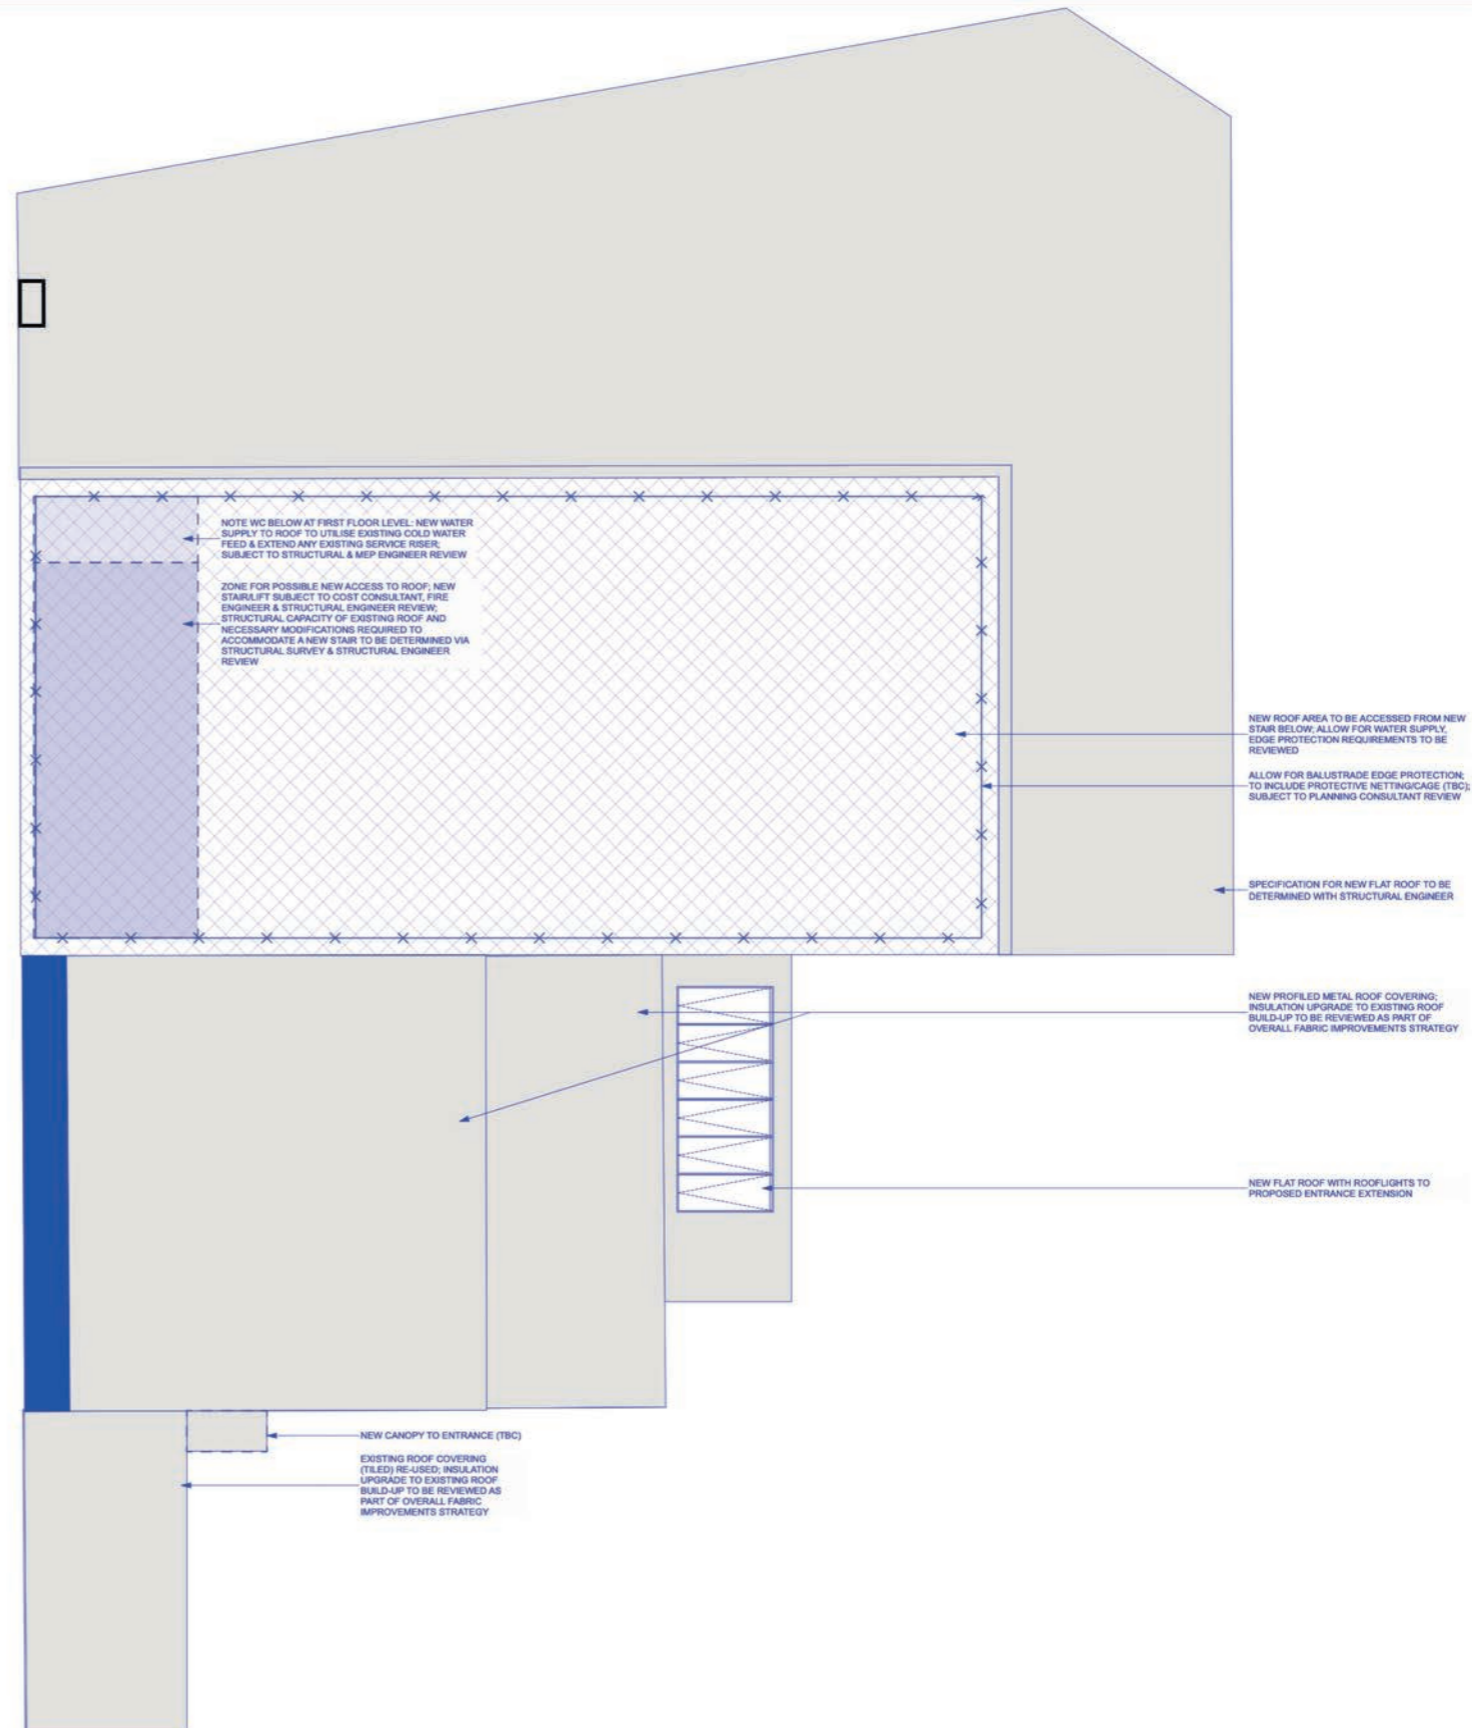 NOTE WC BELOW AT FIRST FLOOR LEVEL: NEW WATER
SUPPLY TO ROOF TO UTILISE EXISTING COLD WATER
FEED & EXTEND ANY EXISTING SERVICE RISER;
SUBJECT TO STRUCTURAL & MEP ENGINEER REVIEW
ZONE FOR POSSIBLE NEW ACCESS TO ROOF; NEW
STAIR/LIFT SUBJECT TO COST CONSULTANT, FIRE
ENGINEER & STRUCTURAL ENGINEER REVIEW;
STRUCTURAL CAPACITY OF EXISTING ROOF AND
NECESSARY MODIFICATIONS REQUIRED TO
ACCOMMODATE A NEW STAIR TO BE DETERMINED VIA
STRUCTURAL SURVEY & STRUCTURAL ENGINEER
REVIEW
NEW ROOF AREA TO BE ACCESSED FROM NEW
STAIR BELOW; ALLOW FOR WATER SUPPLY,
EDGE PROTECTION REQUIREMENTS TO BE
REVIEWED
ALLOW FOR BALUSTRADE EDGE PROTECTION;
TO INCLUDE PROTECTIVE NETTING/CAGE (TBC);
SUBJECT TO PLANNING CONSULTANT REVIEW
SPECIFICATION FOR NEW FLAT ROOF TO BE
DETERMINED WITH STRUCTURAL ENGINEER
NEW PROFILED METAL ROOF COVERING;
INSULATION UPGRADE TO EXISTING ROOF
BUILD-UP TO BE REVIEWED AS PART OF
OVERALL FABRIC IMPROVEMENTS STRATEGY
NEW FLAT ROOF WITH ROOFLIGHTS TO
PROPOSED ENTRANCE EXTENSION
NEW CANOPY TO ENTRANCE (TBC)
EXISTING ROOF COVERING
(TILED) RE-USED; INSULATION
UPGRADE TO EXISTING ROOF
BUILD-UP TO BE REVIEWED AS
PART OF OVERALL FABRIC
IMPROVEMENTS STRATEGY